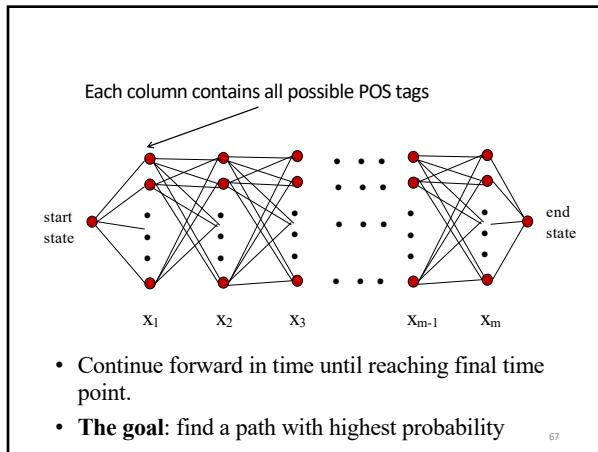 Each column contains all possible POS tags
start
state
end
state
x1 x2 x3 xm-1 xm
• Continue forward in time until reaching final time
point.
• The goal: find a path with highest probability
67